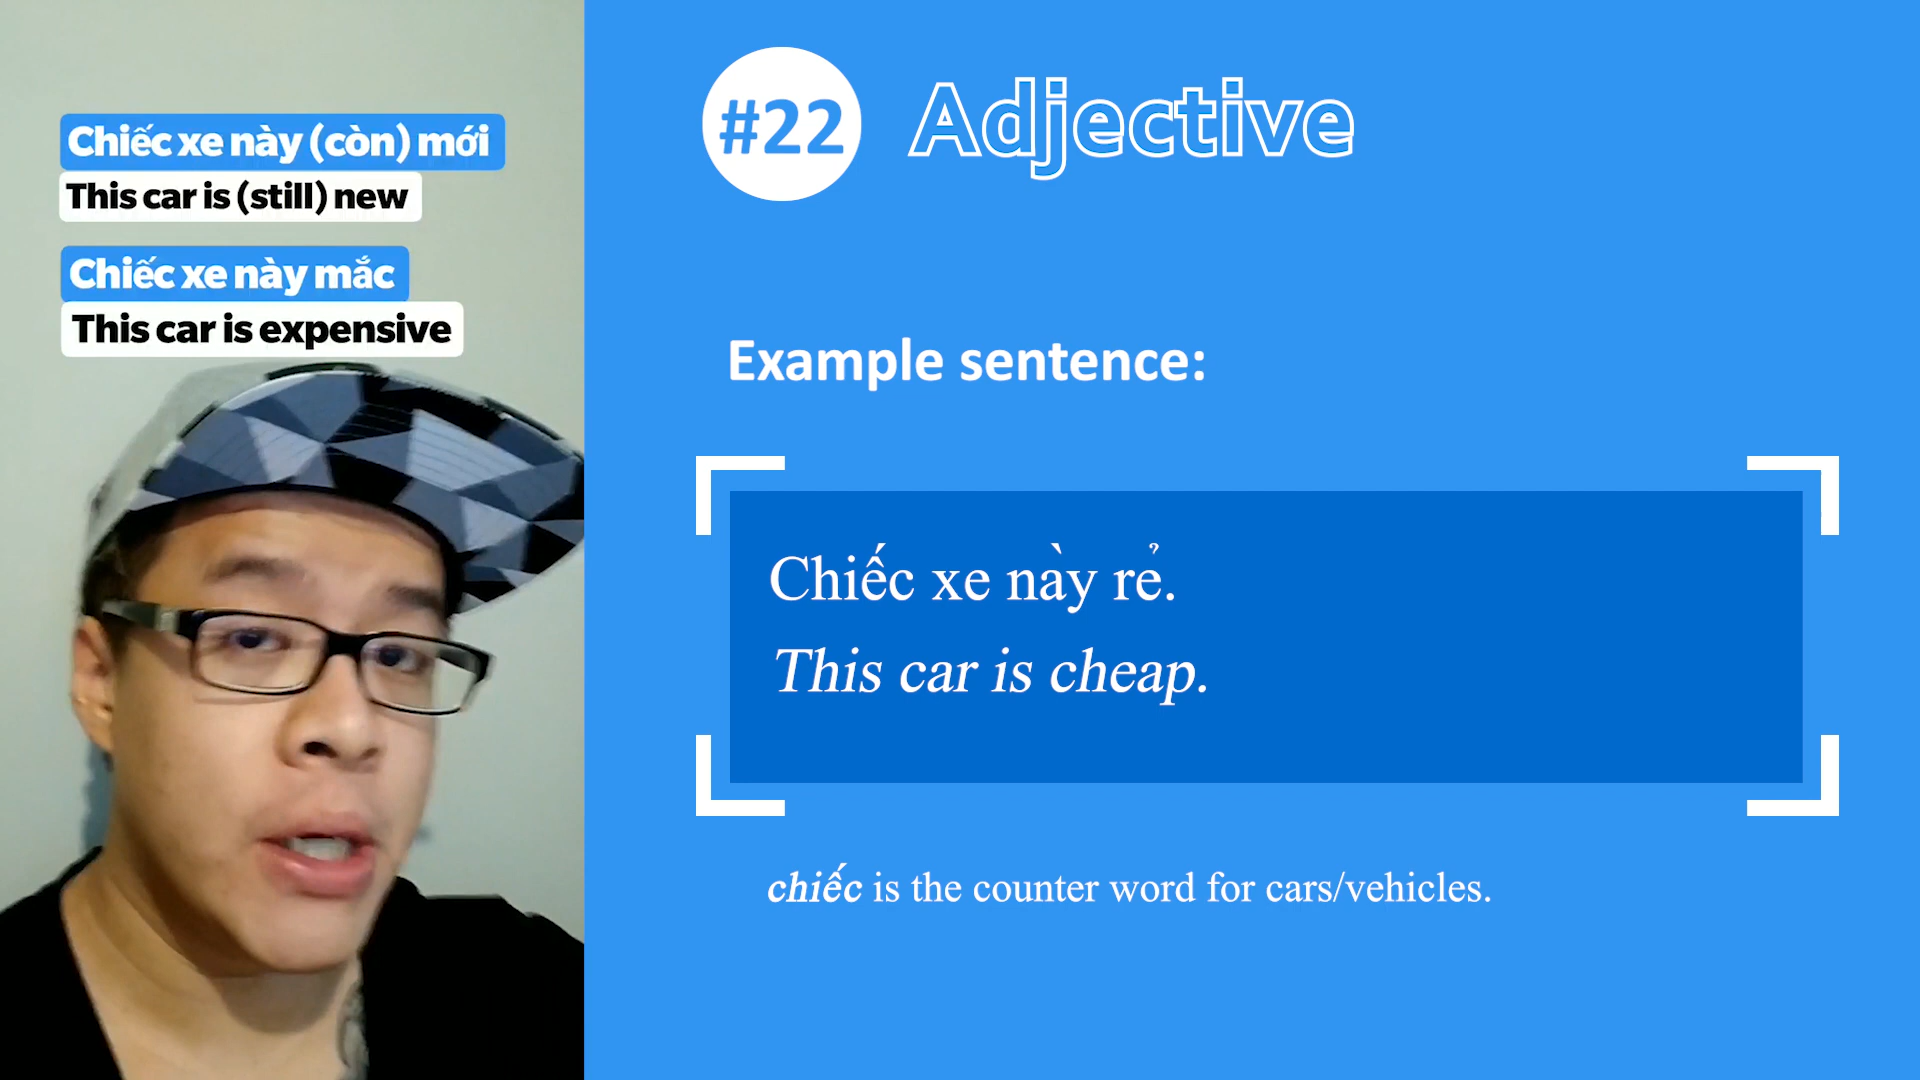 Chiếc xe này (còn) mới
This car is (still) new
Chiếc xe này mắc
This car is expensive
#22 Adjective
Example sentence:
Chiếc xe này rẻ.
This car is cheap.
chiếc is the counter word for cars/vehicles.